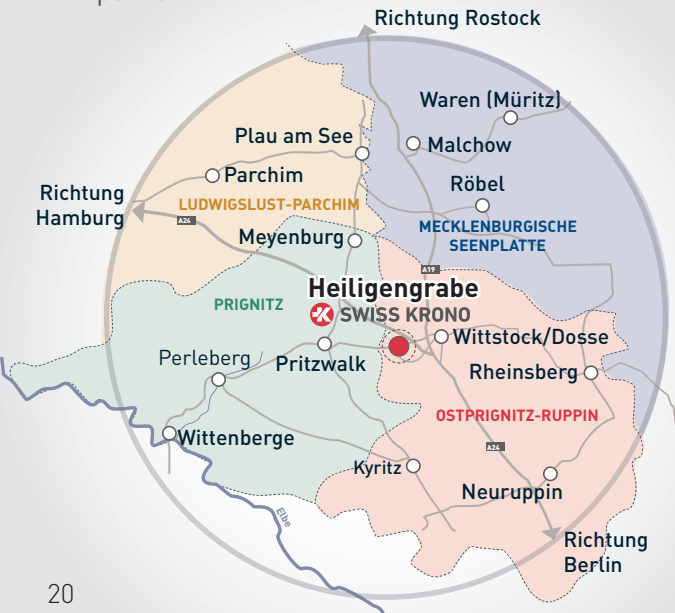 Richtung Rostock
Waren (Müritz)
Plau am See
Malchow
Parchim
Röbel
Richtung
Hamburg
LUDWIGSLUST-PARCHIM
A24
MECKLENBURGISCHE
SEENPLATTE
Meyenburg
A19
Heiligengrabe
PRIGNITZ
SWISS KRONO
Wittstock/Dosse
Perleberg
Pritzwalk
Rheinsberg
OSTPRIGNITZ-RUPPIN
Wittenberge
A24
Kyritz
Neuruppin
Elbe
Richtung
Berlin
20